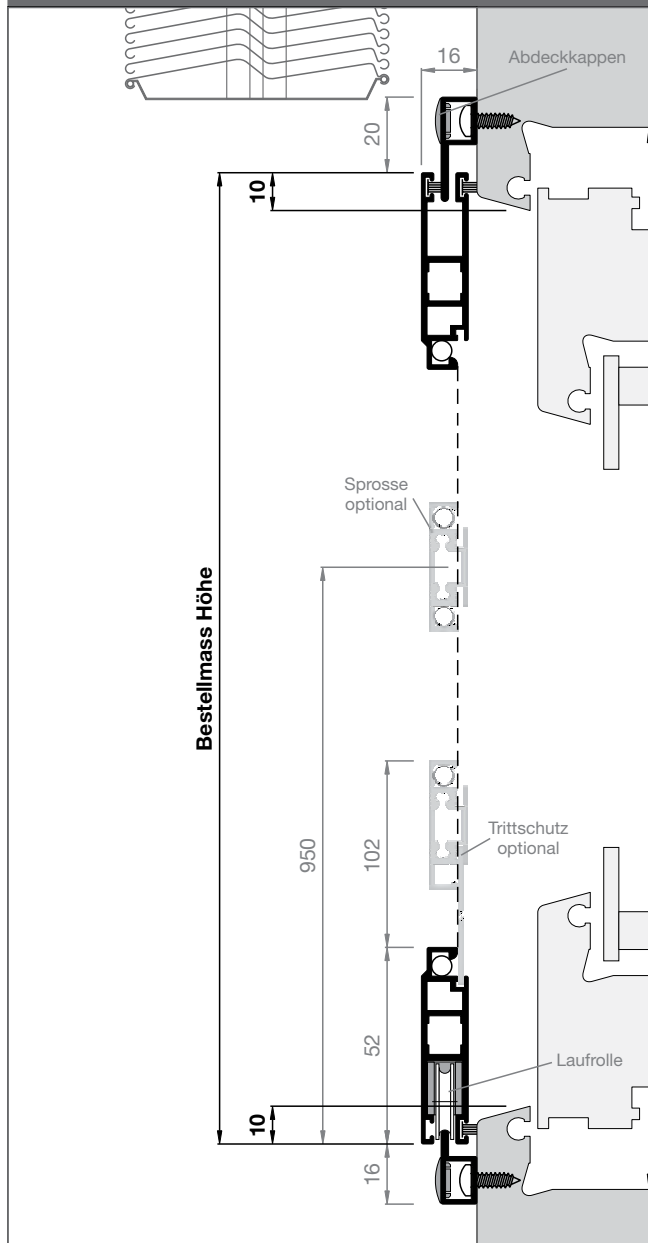 16
Abdeckkappen
20
10
Sprosse
optional
Bestellmass Höhe
950
102
Trittschutz
optional
52
Laufrolle
10
16